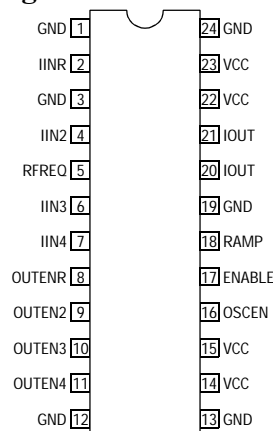 GND 1 24 GND
IINR 2 23 VCC
GND 3 22 VCC
IIN2 4 21 IOUT
RFREQ 5 20 IOUT
IIN3 6 19 GND
IIN4 7 18 RAMP
OUTENR 8 17 ENABLE
OUTEN2 9 16 OSCEN
OUTEN3 10 15 VCC
OUTEN4 11 14 VCC
GND 12 13 GND